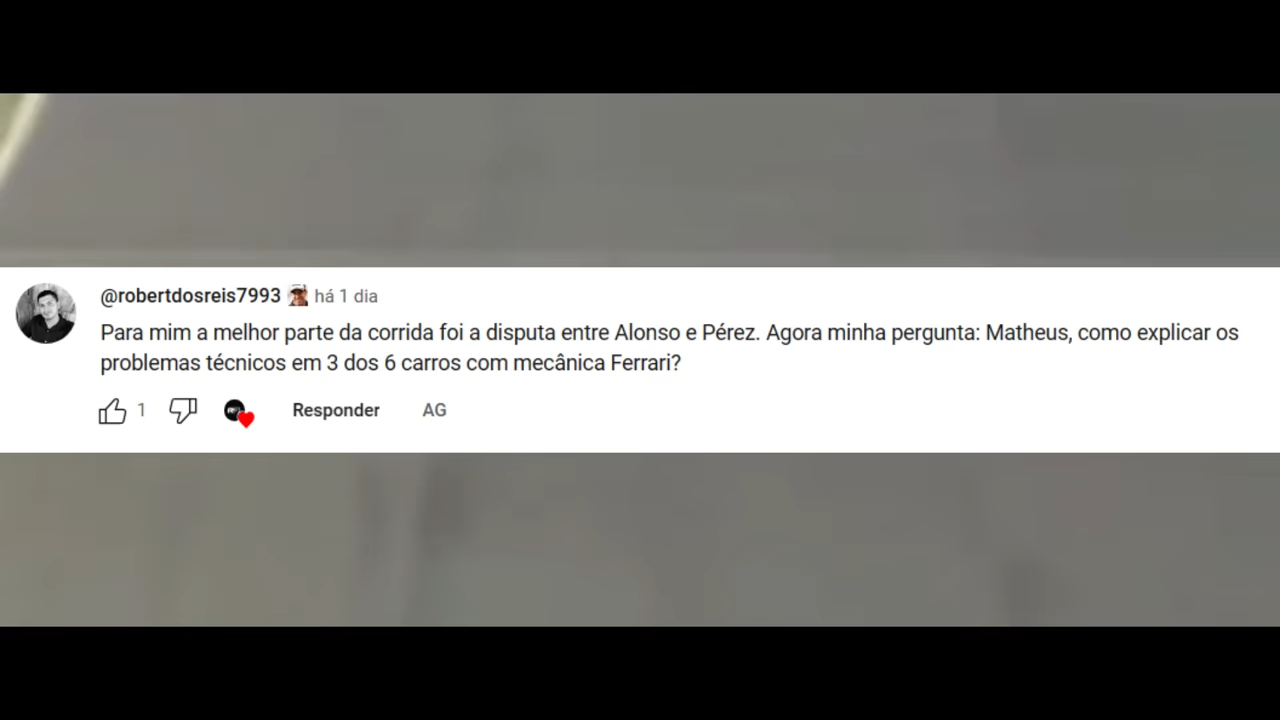 @robertdosreis7993 há 1 dia
Para mim a melhor parte da corrida foi a disputa entre Alonso e Pérez. Agora minha pergunta: Matheus, como explicar os
problemas técnicos em 3 dos 6 carros com mecânica Ferrari?
1 Responder AG